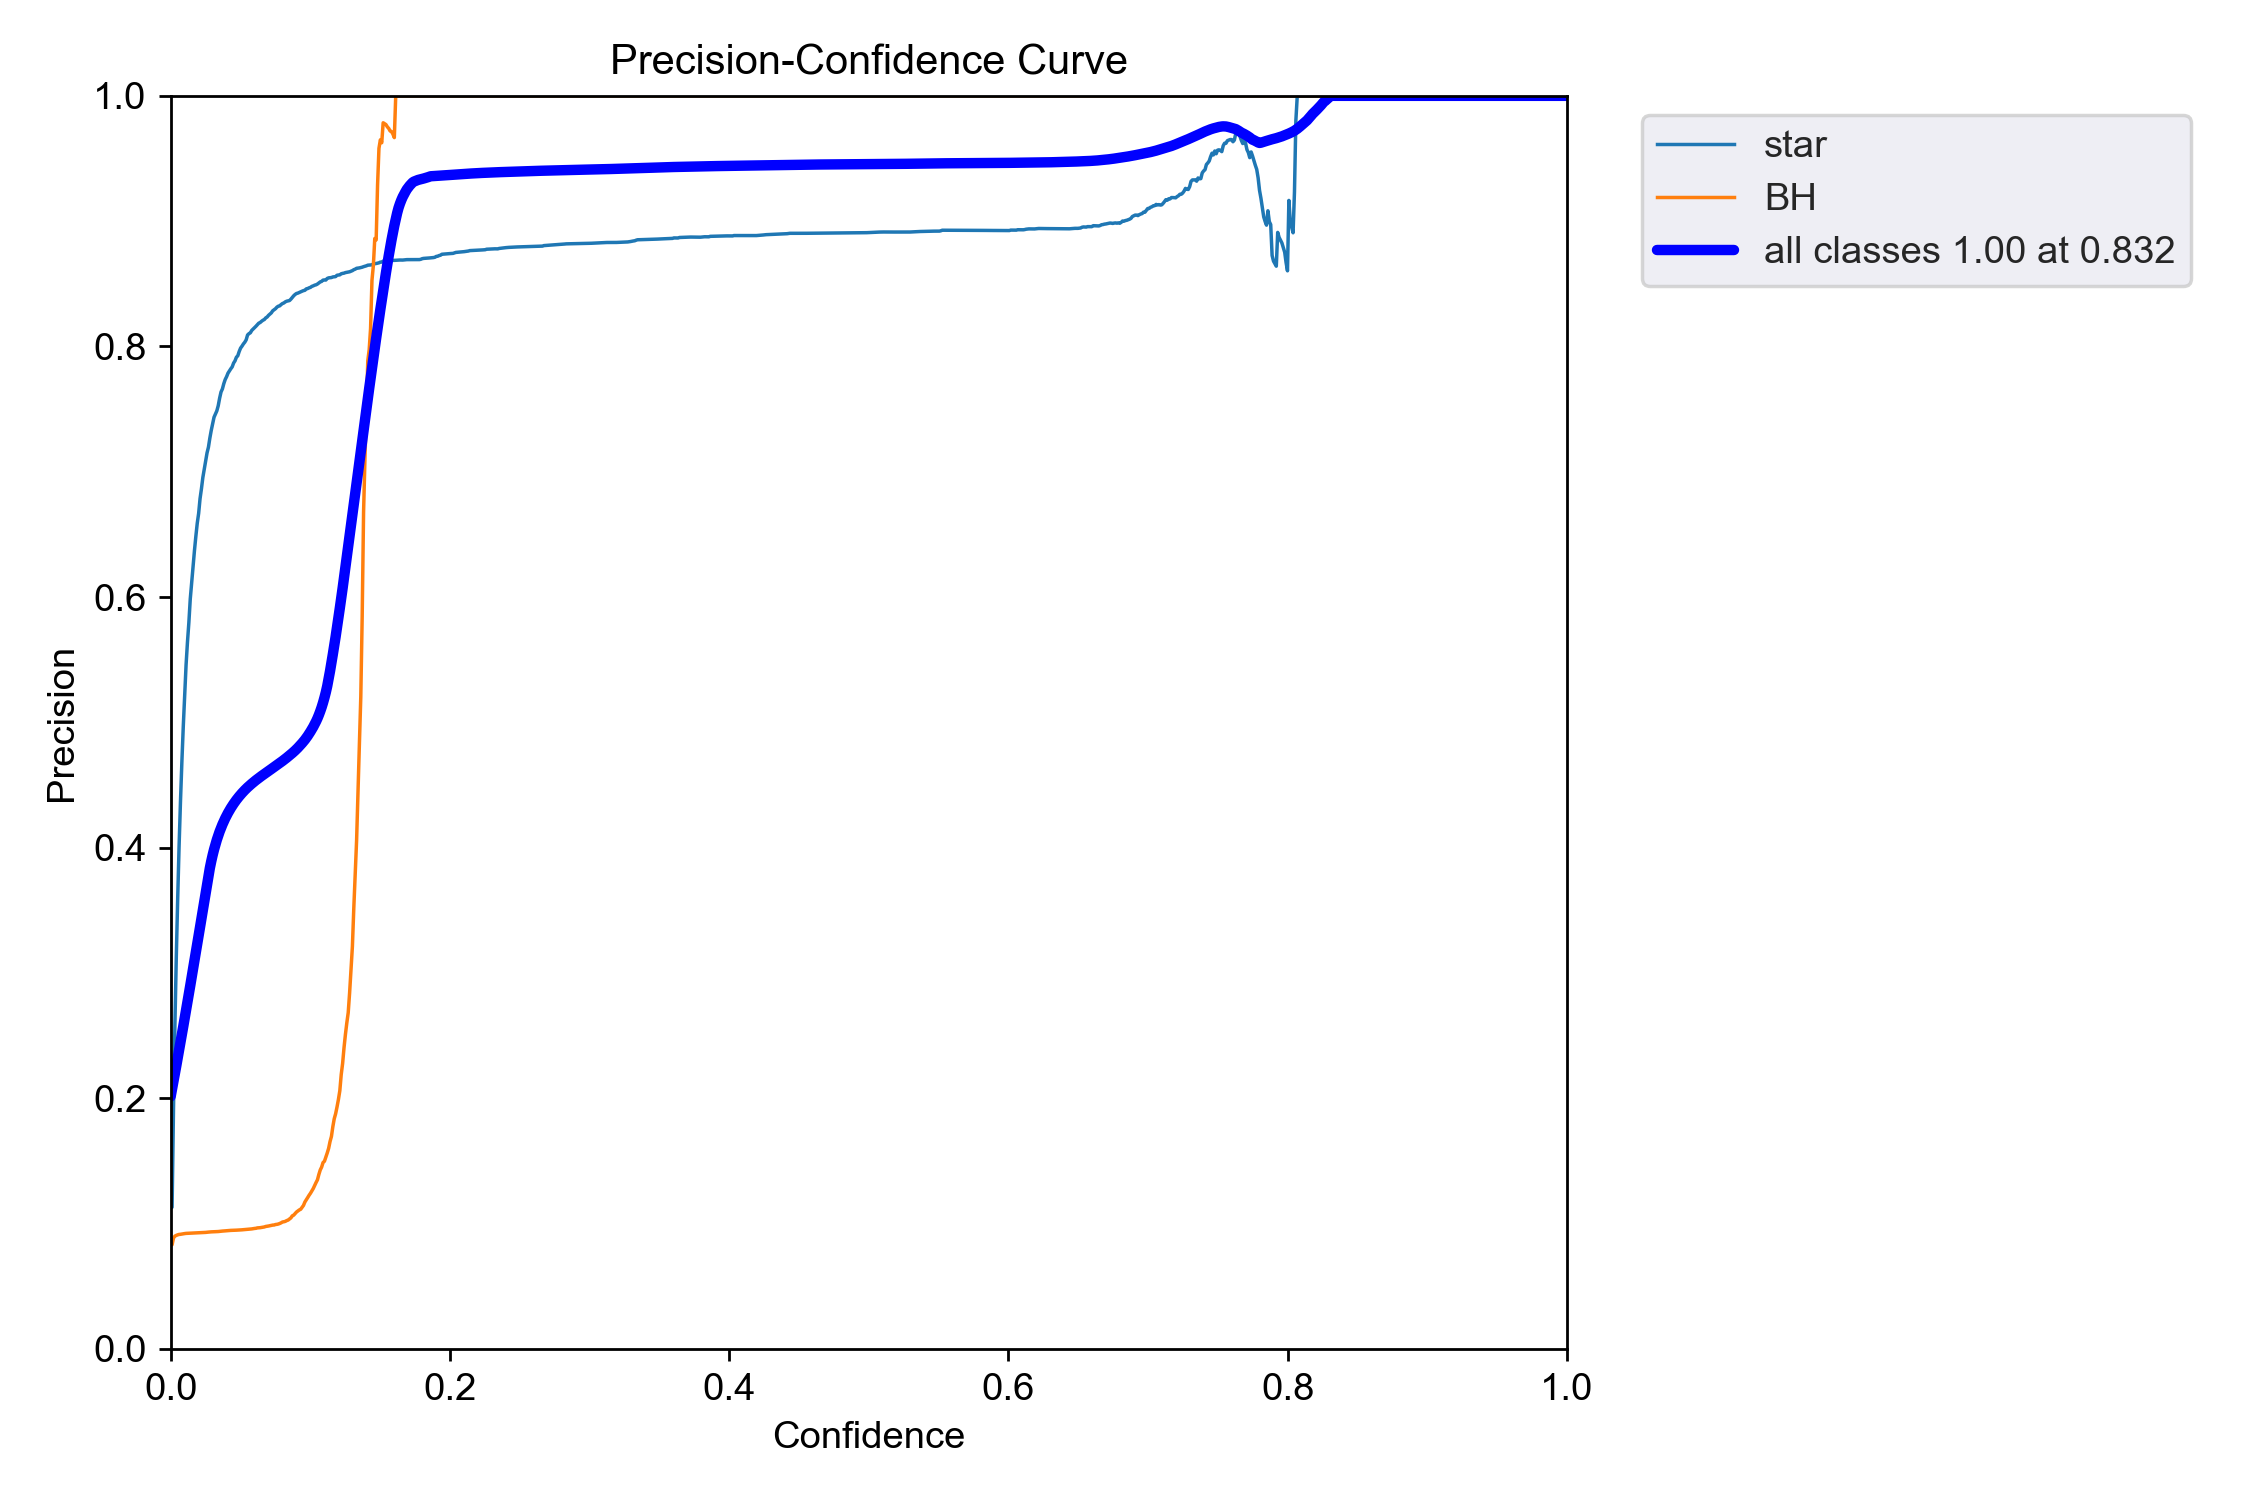 Precision-Confidence Curve
1.0
0.8
0.6
0.4
0.2
0.0
Precision
0.0 0.2 0.4 0.6 0.8 1.0
Confidence
star
BH
all classes 1.00 at 0.832